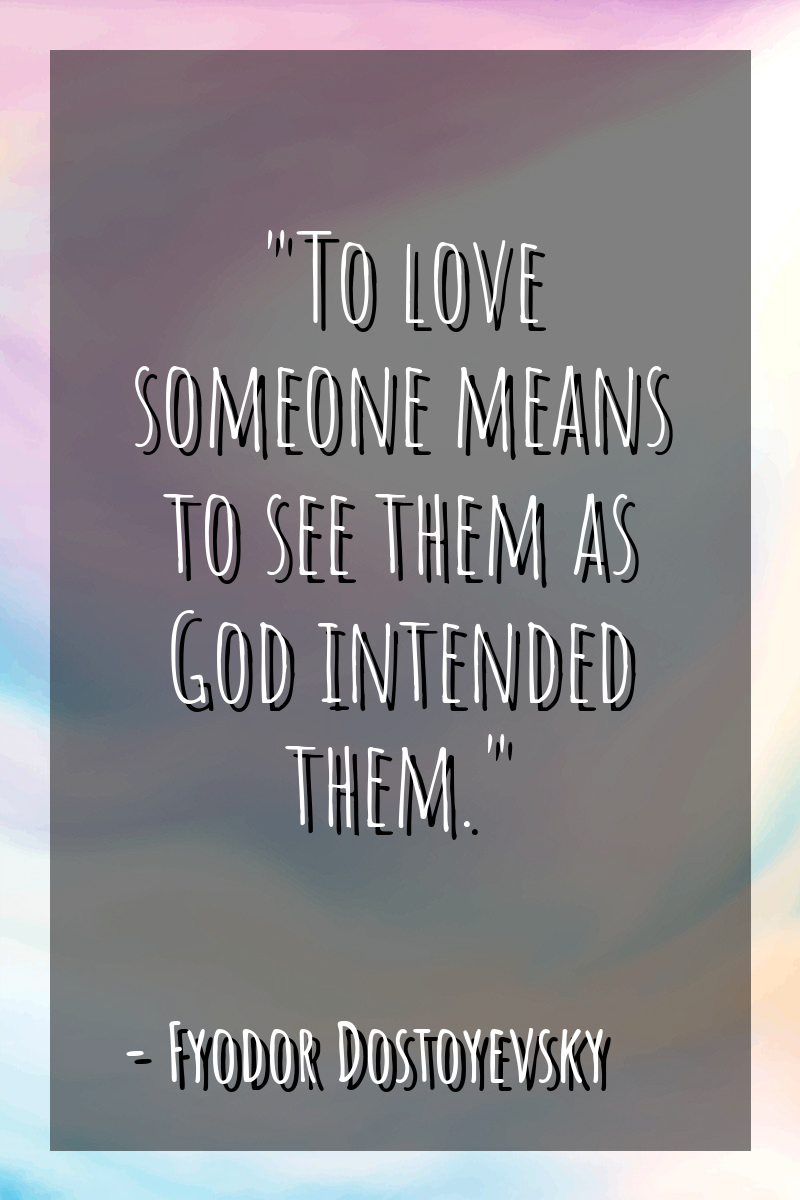 "To love
someone means
to see them as
God intended
them."
- Fyodor Dostoyevsky